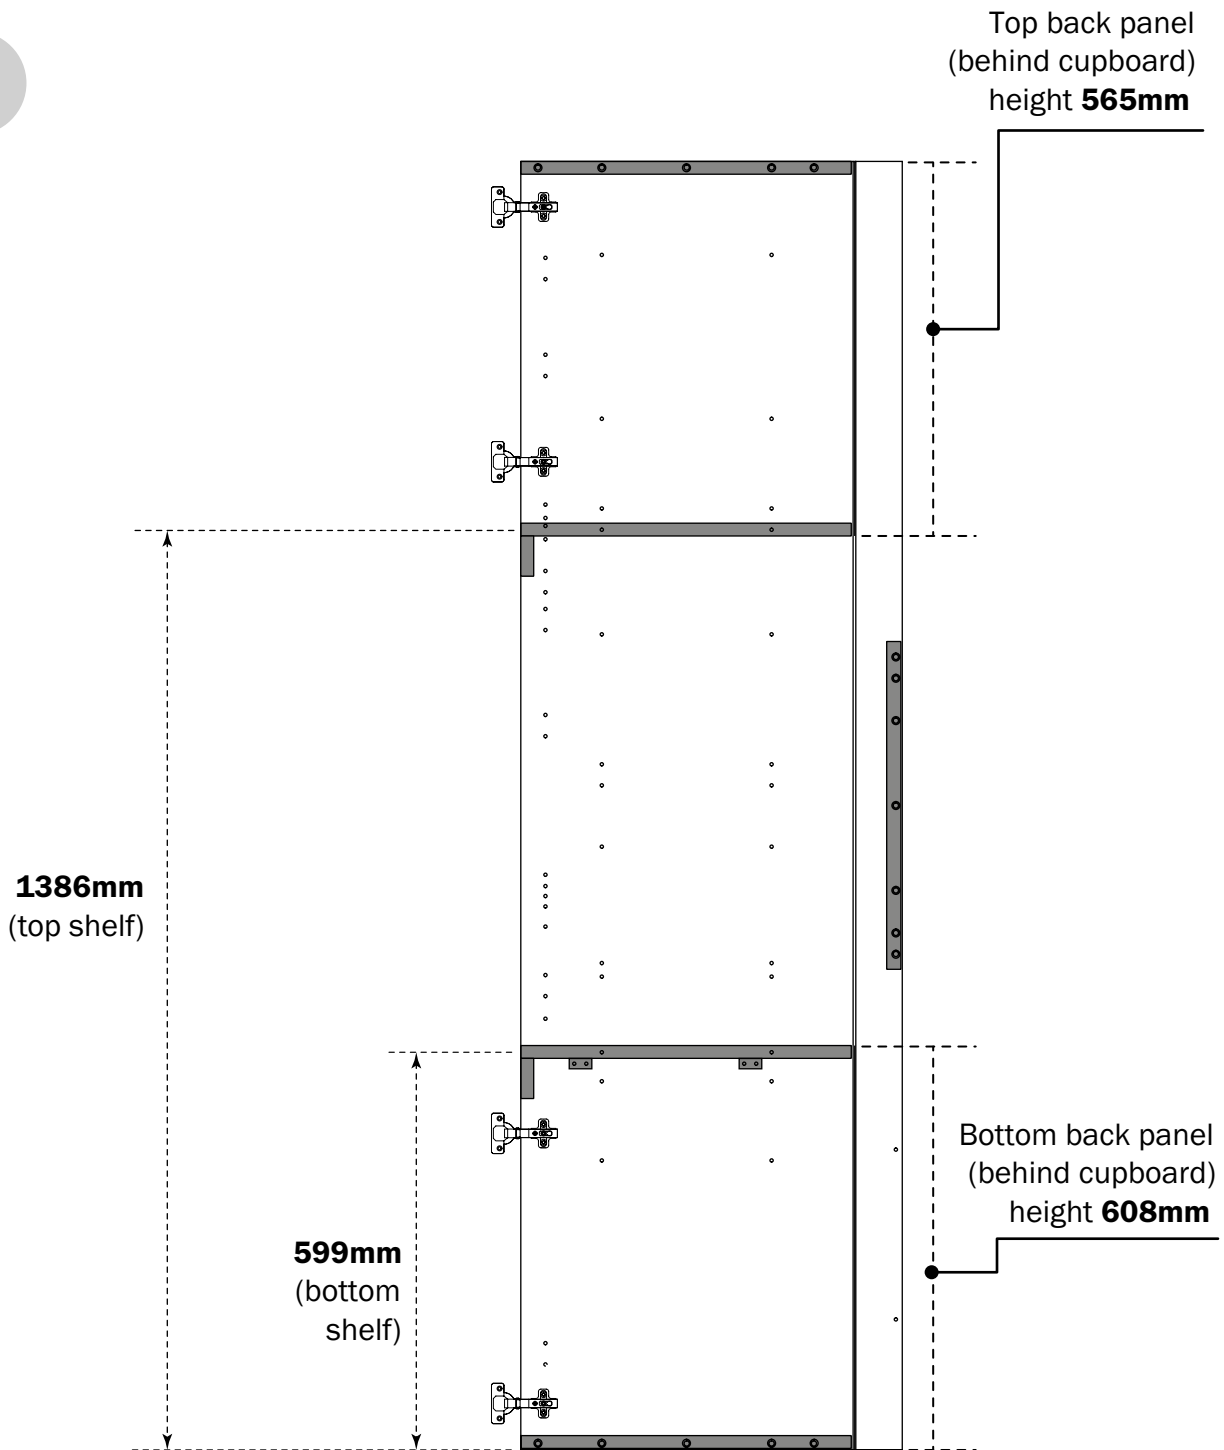 Top back panel
(behind cupboard)
height 565mm
1386mm
(top shelf)
Bottom back panel
(behind cupboard)
height 608mm
599mm
(bottom
shelf)